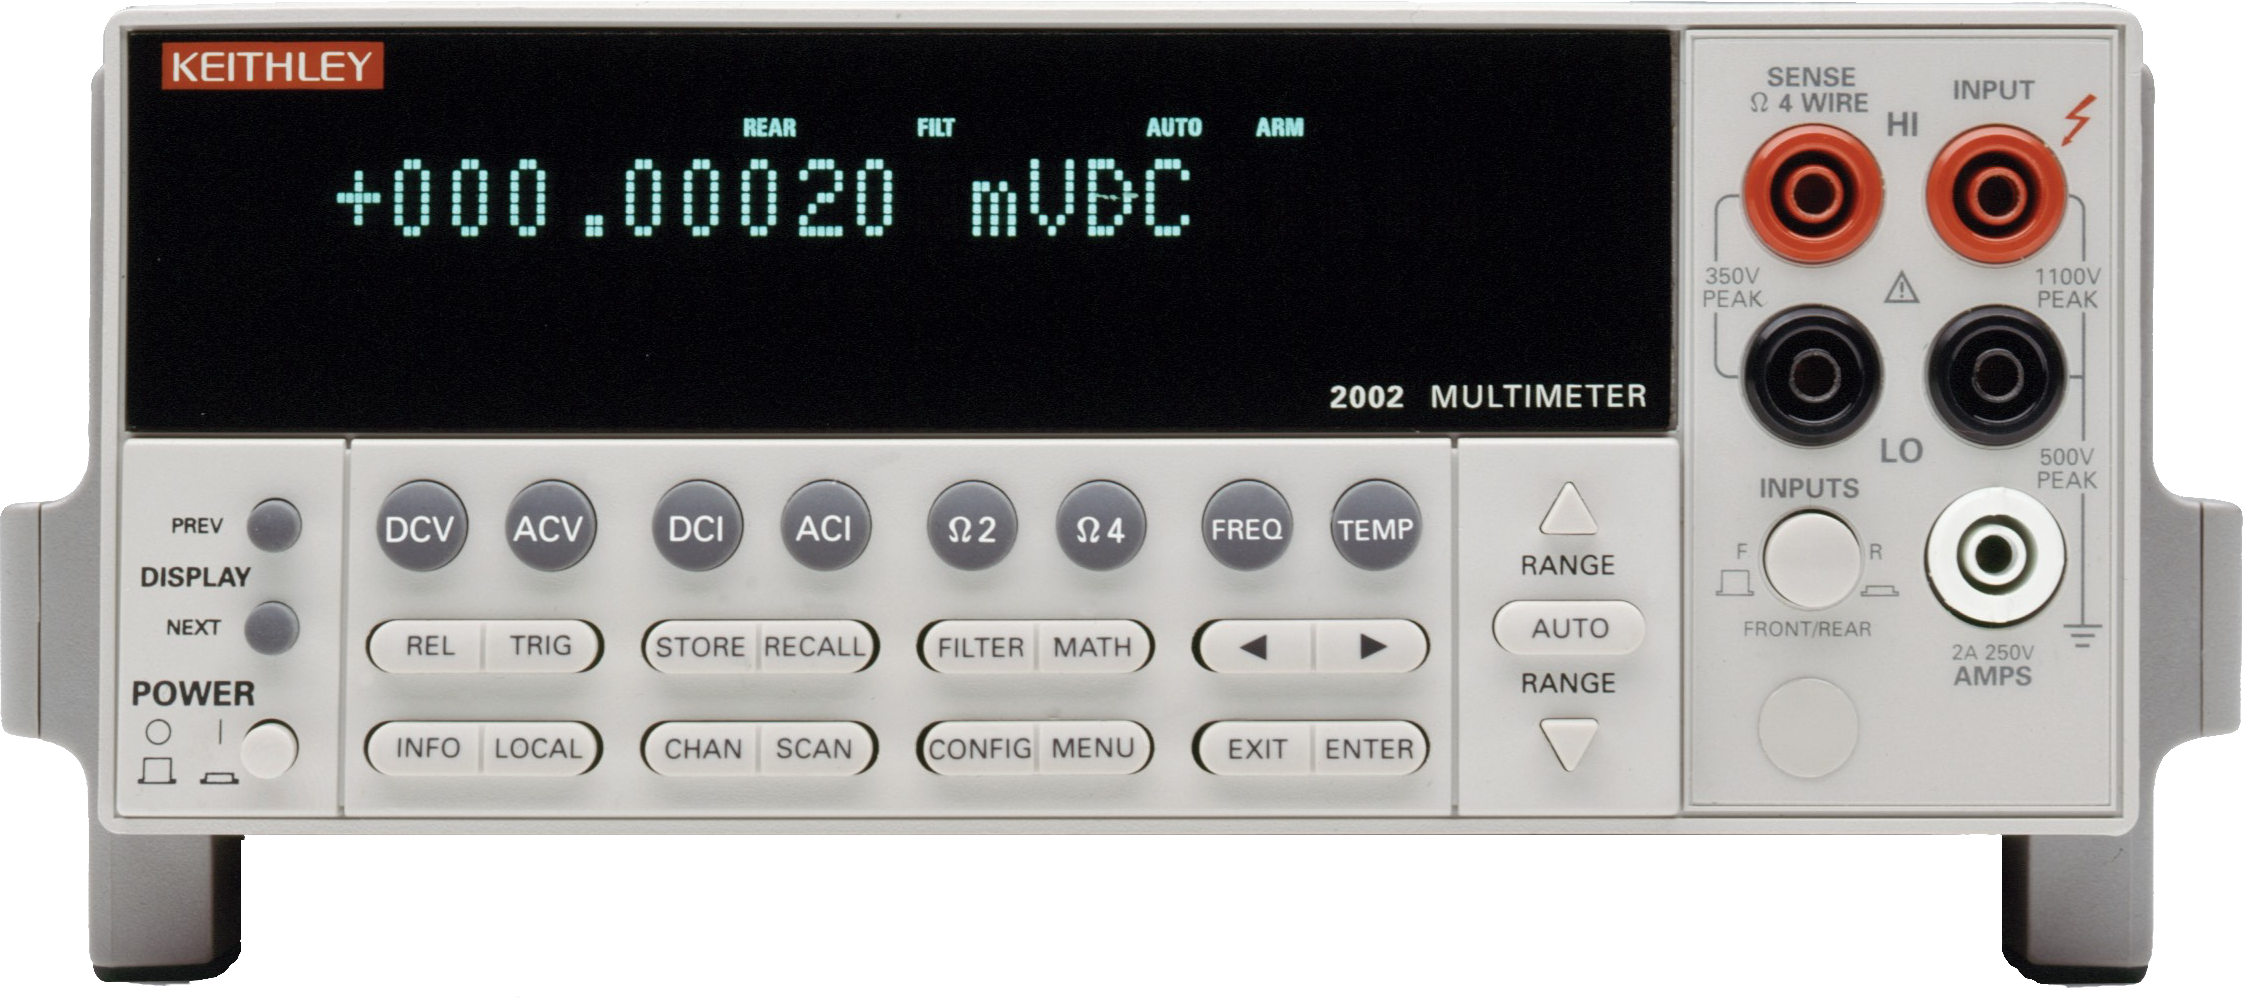 KEITHLEY
REAR FILT AUTO ARM
+000.00020 mVDC
2002 MULTIMETER
SENSE
Ω 4 WIRE
INPUT
HI
350V
PEAK
1100V
PEAK
LO
500V
PEAK
INPUTS
F R
FRONT/REAR
2A 250V
AMPS
PREV
DISPLAY
NEXT
POWER
DCV ACV DCI ACI Ω2 Ω4 FREQ TEMP
REL TRIG STORE RECALL FILTER MATH ◀ ▶
INFO LOCAL CHAN SCAN CONFIG MENU EXIT ENTER
RANGE
AUTO
RANGE